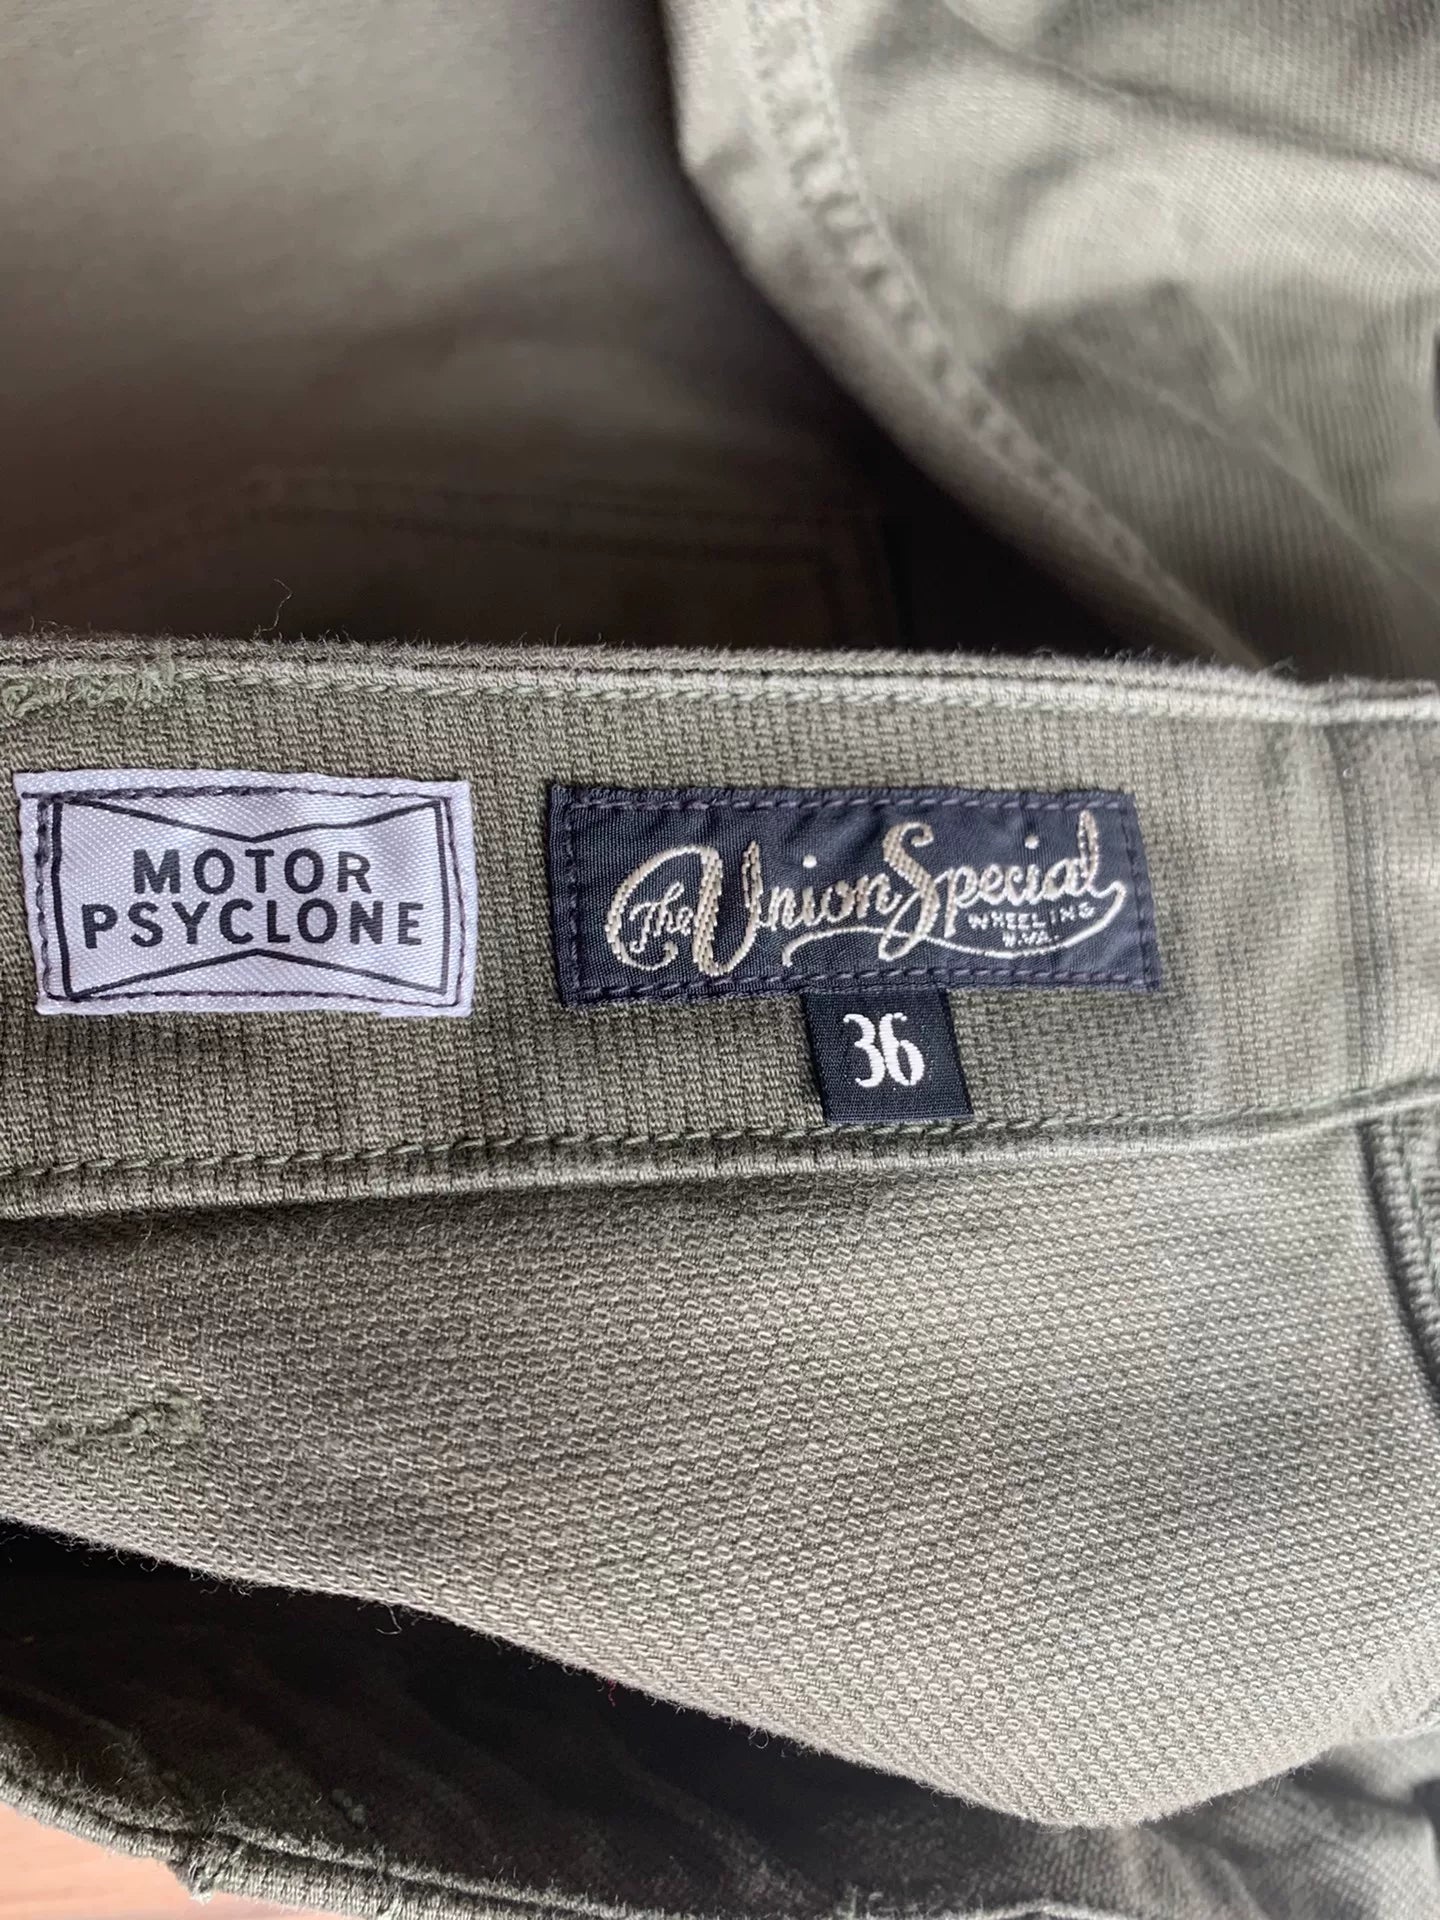 MOTOR
PSYCLONE
The Union Special
WHEELING
W.VA.
36